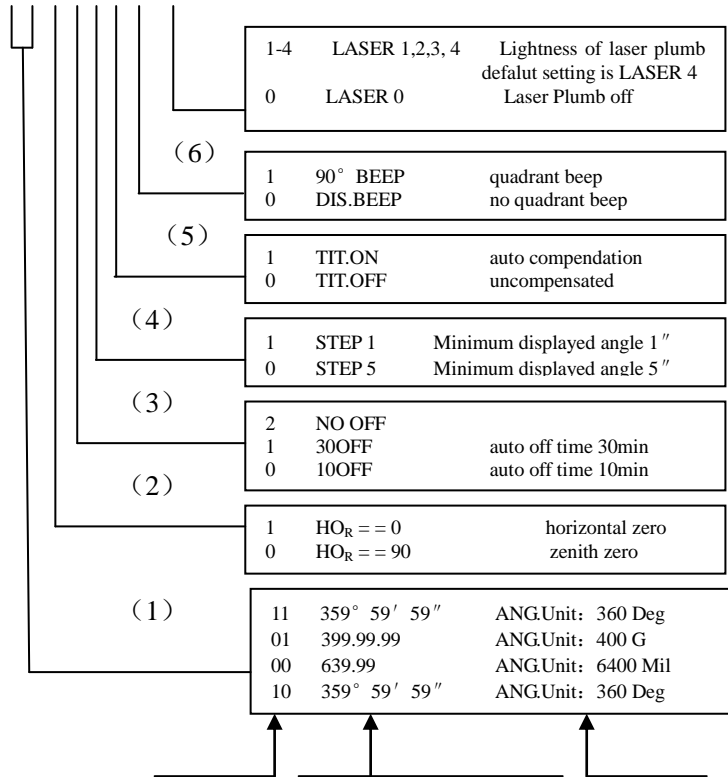 1-4 LASER 1,2,3, 4 Lightness of laser plumb
defalut setting is LASER 4
0 LASER 0 Laser Plumb off
（6）
1 90° BEEP quadrant beep
0 DIS.BEEP no quadrant beep
（5）
1 TIT.ON auto compendation
0 TIT.OFF uncompensated
（4）
1 STEP 1 Minimum displayed angle 1″
0 STEP 5 Minimum displayed angle 5″
（3）
2 NO OFF
1 30OFF auto off time 30min
0 10OFF auto off time 10min
（2）
1 HO_R = = 0 horizontal zero
0 HO_R = = 90 zenith zero
（1）
11 359° 59′ 59″ ANG.Unit：360 Deg
01 399.99.99 ANG.Unit：400 G
00 639.99 ANG.Unit：6400 Mil
10 359° 59′ 59″ ANG.Unit：360 Deg